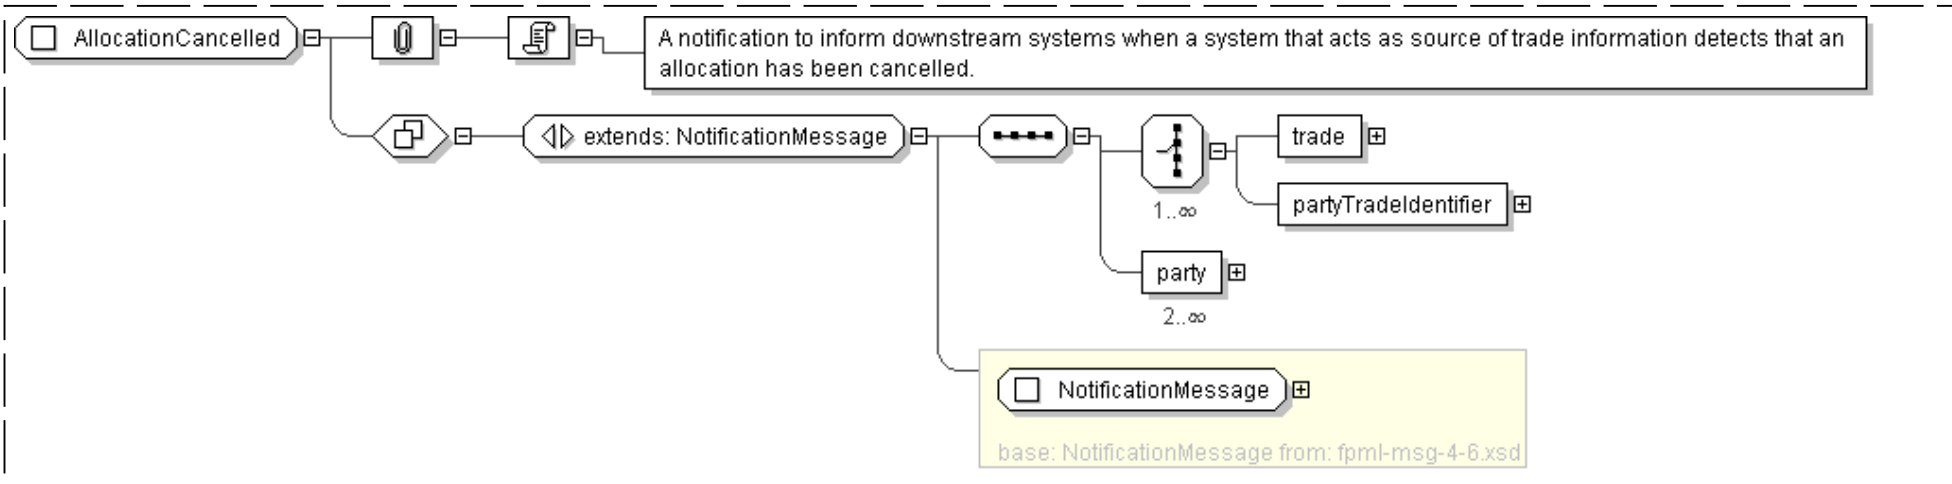 AllocationCancelled
A notification to inform downstream systems when a system that acts as source of trade information detects that an
allocation has been cancelled.
extends: NotificationMessage
trade
partyTradeIdentifier
1..∞
party
2..∞
NotificationMessage
base: NotificationMessage from: fpml-msg-4-6.xsd